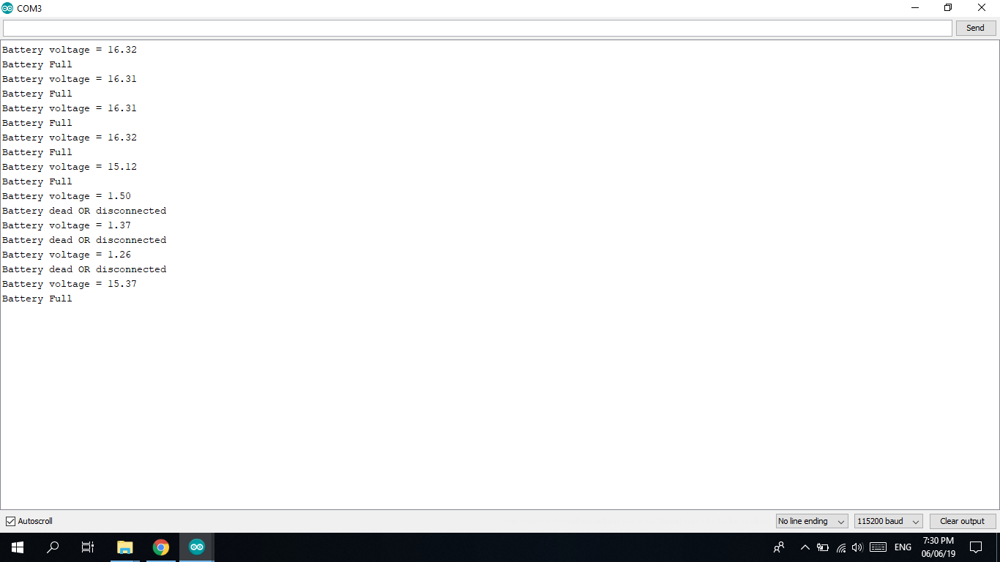 COM3
Send
Battery voltage = 16.32
Battery Full
Battery voltage = 16.31
Battery Full
Battery voltage = 16.31
Battery Full
Battery voltage = 16.32
Battery Full
Battery voltage = 15.12
Battery Full
Battery voltage = 1.50
Battery dead OR disconnected
Battery voltage = 1.37
Battery dead OR disconnected
Battery voltage = 1.26
Battery dead OR disconnected
Battery voltage = 15.37
Battery Full
Autoscroll
No line ending
115200 baud
Clear output
ENG
7:30 PM
06/06/19